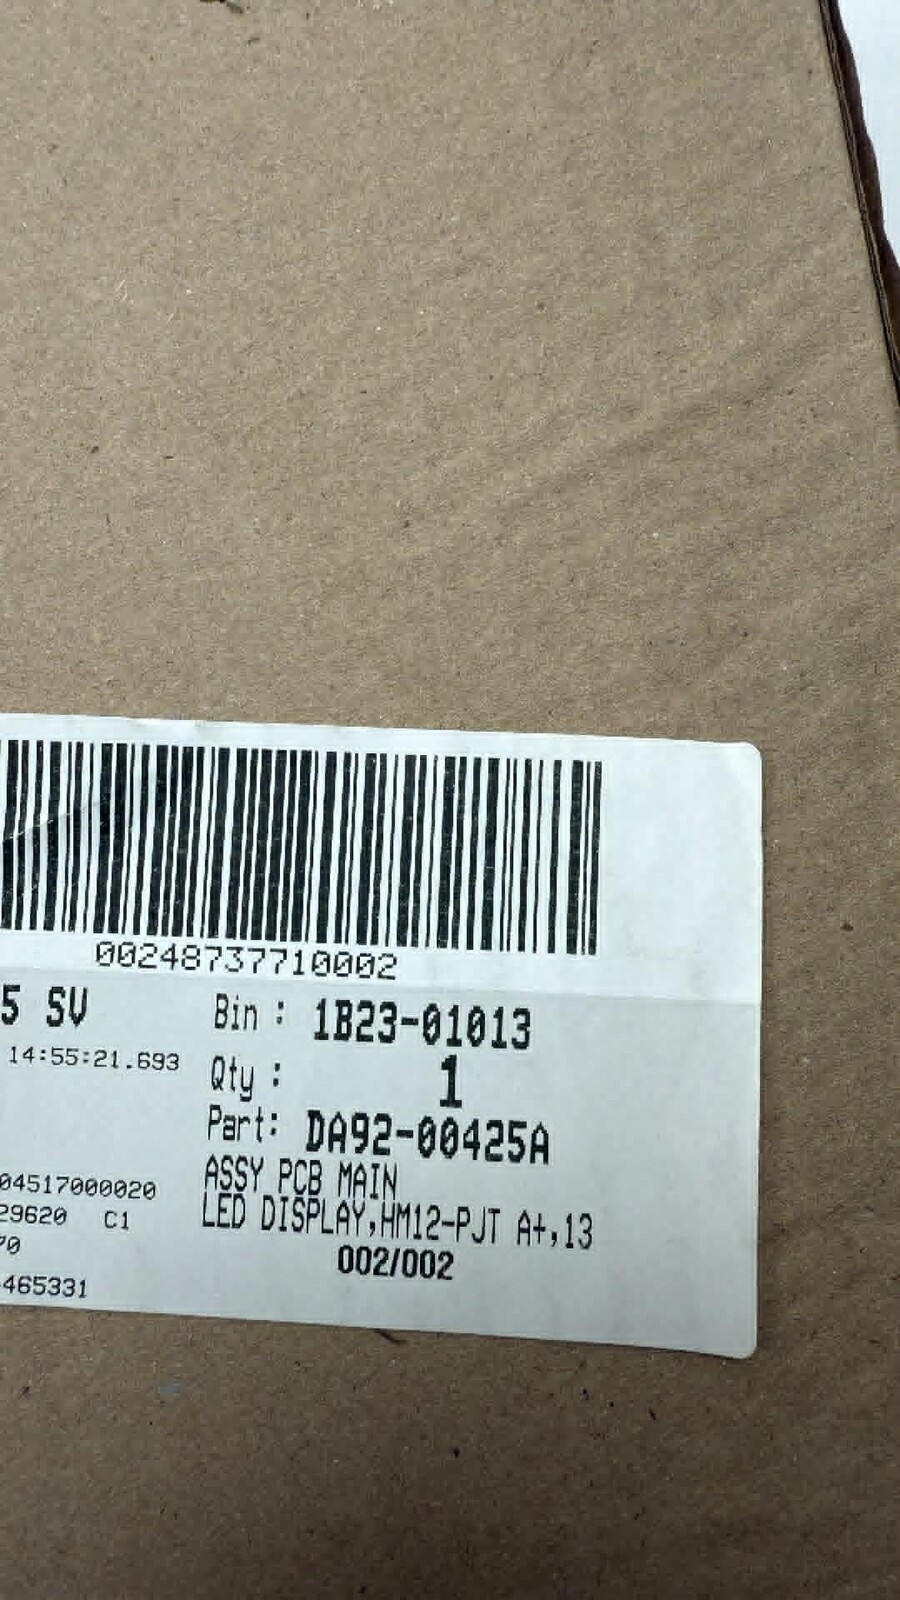 00248737710002
5 SV
14:55:21.693
Bin : 1B23-01013
Qty : 1
Part: DA92-00425A
ASSY PCB MAIN
LED DISPLAY,HM12-PJT A+,13
002/002
04517000020
29620 C1
70
465331